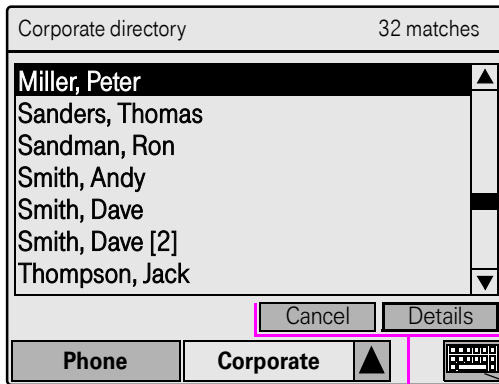 Corporate directory 32 matches
Miller, Peter
Sanders, Thomas
Sandman, Ron
Smith, Andy
Smith, Dave
Smith, Dave [2]
Thompson, Jack
Cancel Details
Phone Corporate